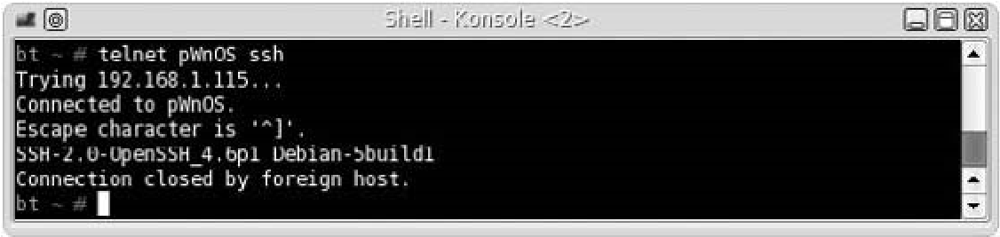 Shell - Konsole <2>
bt ~ # telnet pWnOS ssh
Trying 192.168.1.115...
Connected to pWnOS.
Escape character is '^]'.
SSH-2.0-OpenSSH_4.6p1 Debian-5build1
Connection closed by foreign host.
bt ~ #